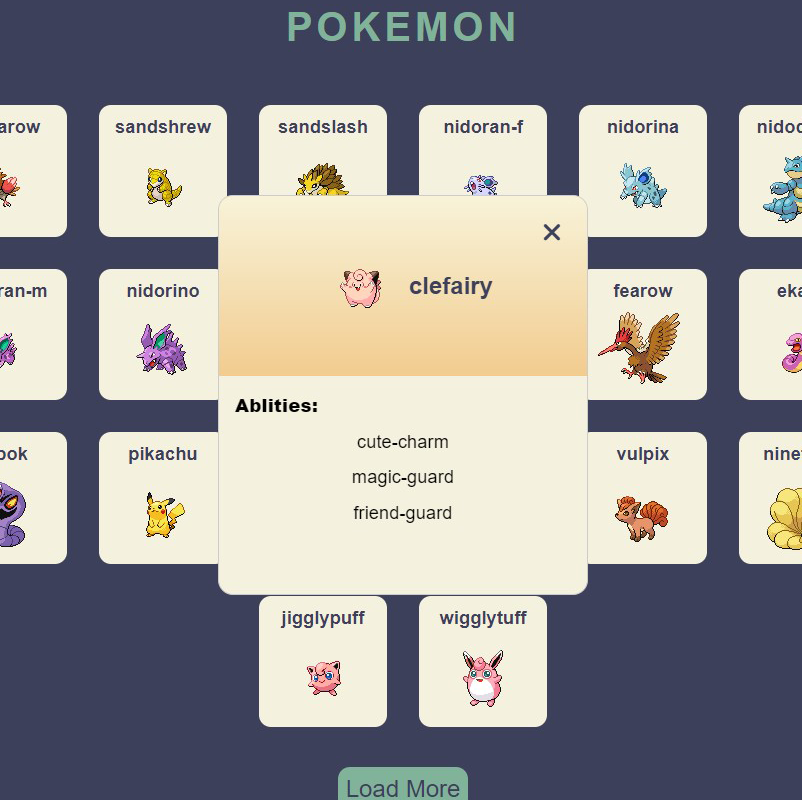 POKEMON
arow
sandshrew
sandslash
nidoran-f
nidorina
nidoq
ran-m
nidorino
fearow
eka
clefairy
Ablities:
cute-charm
magic-guard
friend-guard
bok
pikachu
vulpix
ninet
jigglypuff
wigglytuff
Load More